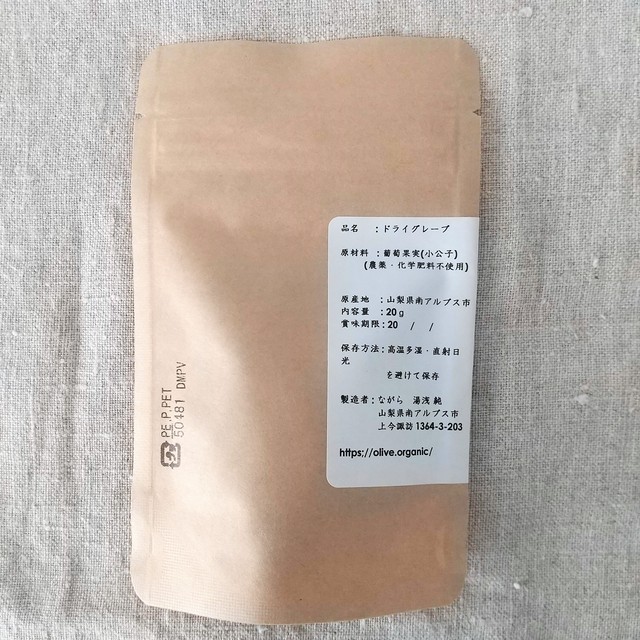 品名　：ドライグレープ
原材料　：葡萄果実(小公子)
(農薬・化学肥料不使用)
原産地　：山梨県南アルプス市
内容量　：20g
賞味期限：20　/　/
保存方法：高温多湿・直射日
光
を避けて保存
製造者：ながら　湯浅 純
山梨県南アルプス市
上今諏訪 1364-3-203
https://olive.organic/
プラ PE,P,PET
50481 DMPV